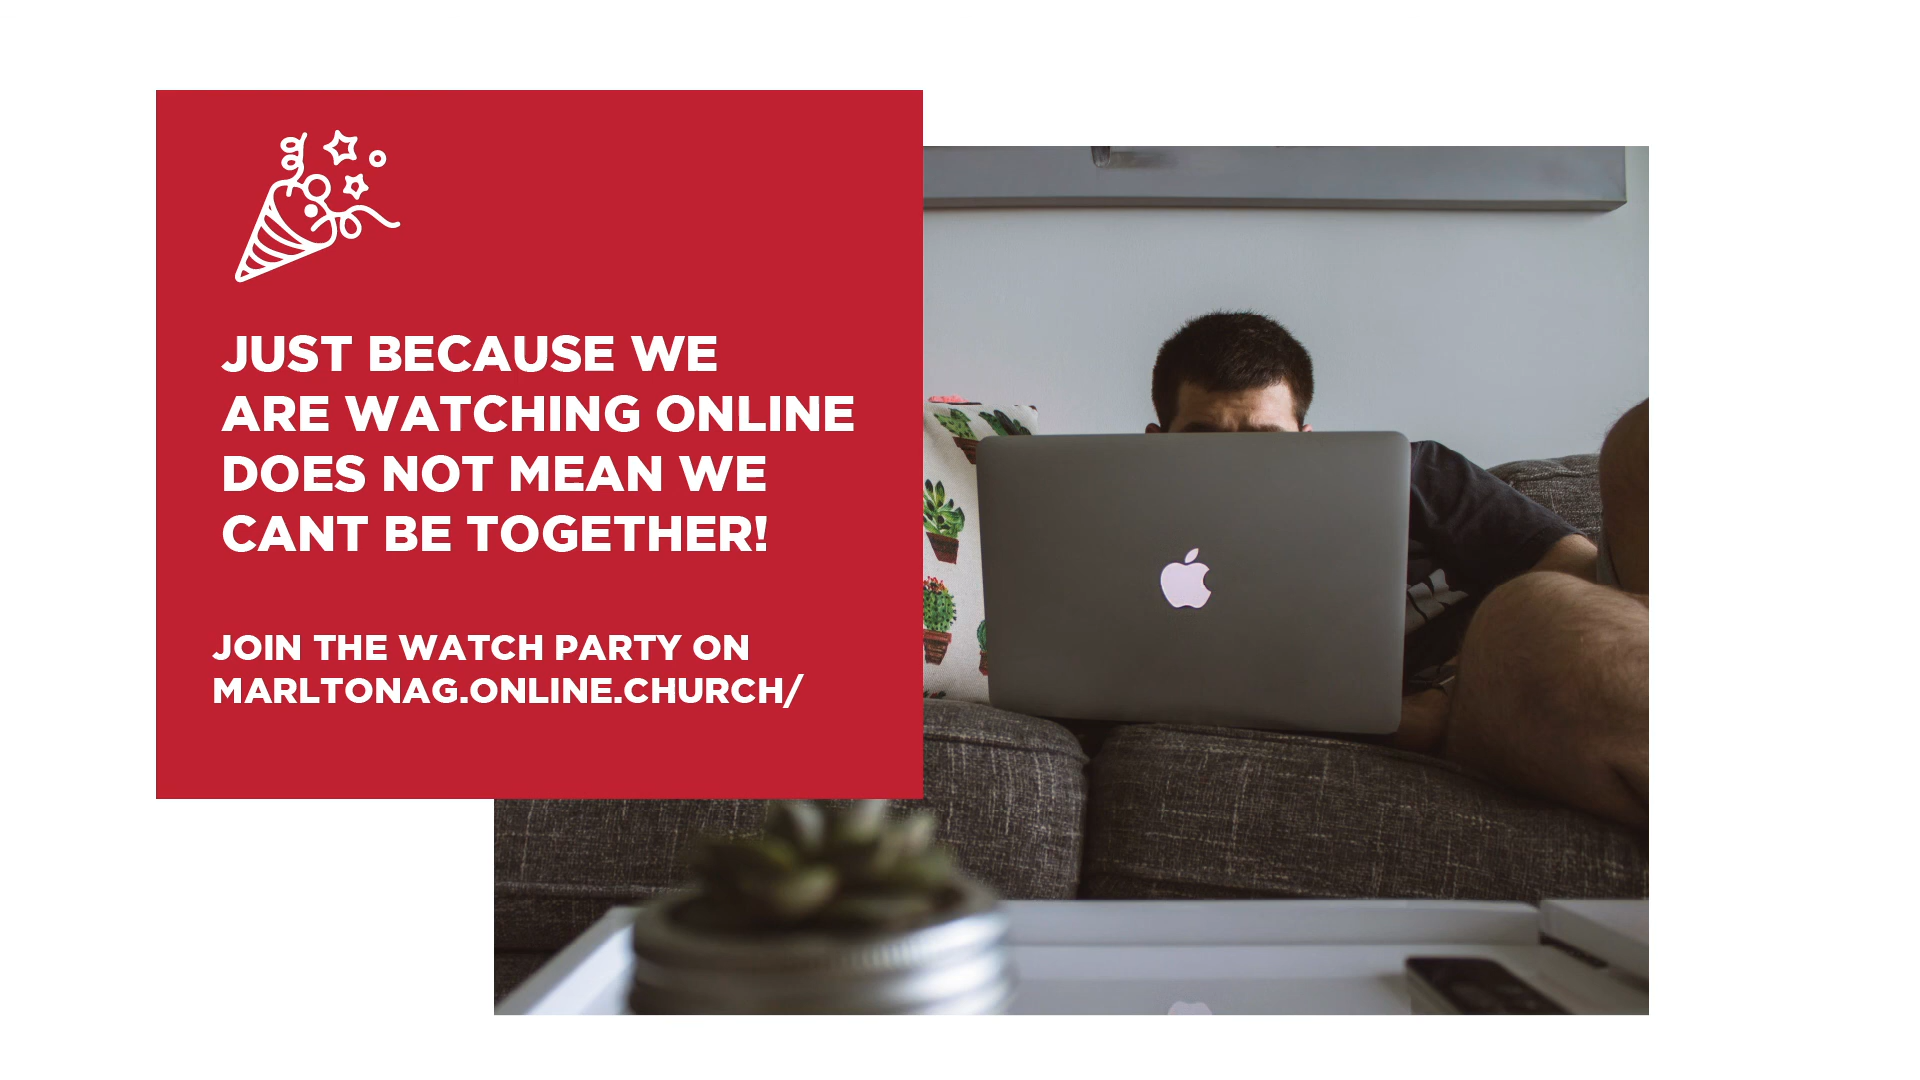 JUST BECAUSE WE
ARE WATCHING ONLINE
DOES NOT MEAN WE
CANT BE TOGETHER!
JOIN THE WATCH PARTY ON
MARLTONAG.ONLINE.CHURCH/